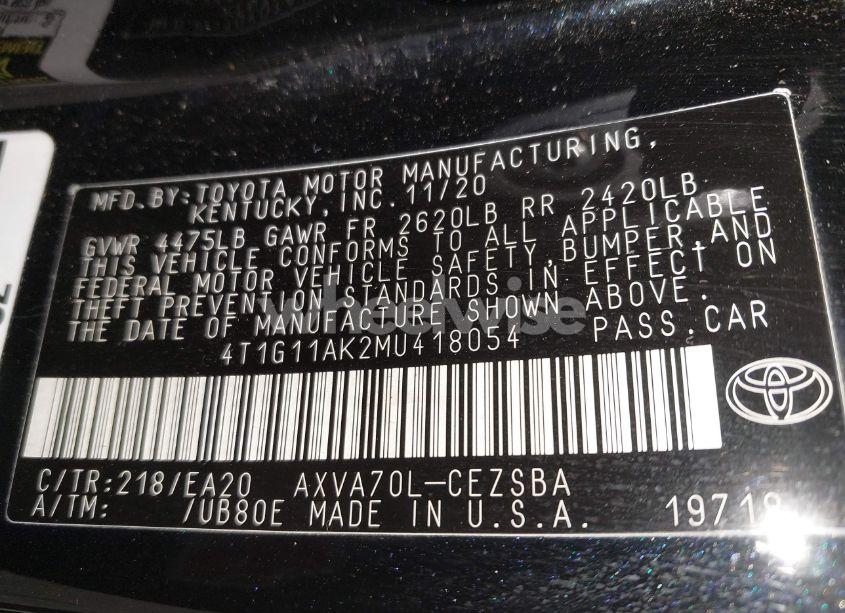 MFD.BY:TOYOTA MOTOR MANUFACTURING,
KENTUCKY,INC.11/20
GVWR 4475LB GAWR FR 2620LB RR 2420LB
THIS VEHICLE CONFORMS TO ALL APPLICABLE
FEDERAL MOTOR VEHICLE SAFETY,BUMPER,AND
THEFT PREVENTION STANDARDS IN EFFECT ON
THE DATE OF MANUFACTURE SHOWN ABOVE.
wheelwise
4T1G11AK2MU418054 PASS.CAR
C/TR:218/EA20 AXVA70L-CEZSBA
A/TM: /UB80E MADE IN U.S.A.